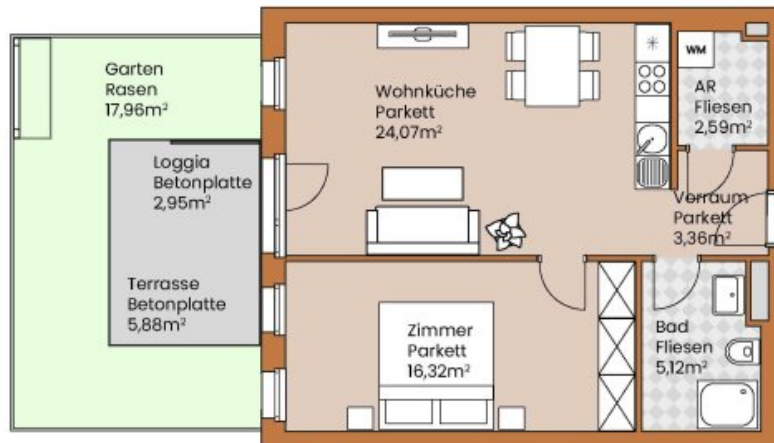 Garten
Rasen
17,96m²
Loggia
Betonplatte
2,95m²
Terrasse
Betonplatte
5,88m²
Wohnküche
Parkett
24,07m²
WM
AR
Fliesen
2,59m²
Vorraum
Parkett
3,36m²
Zimmer
Parkett
16,32m²
Bad
Fliesen
5,12m²